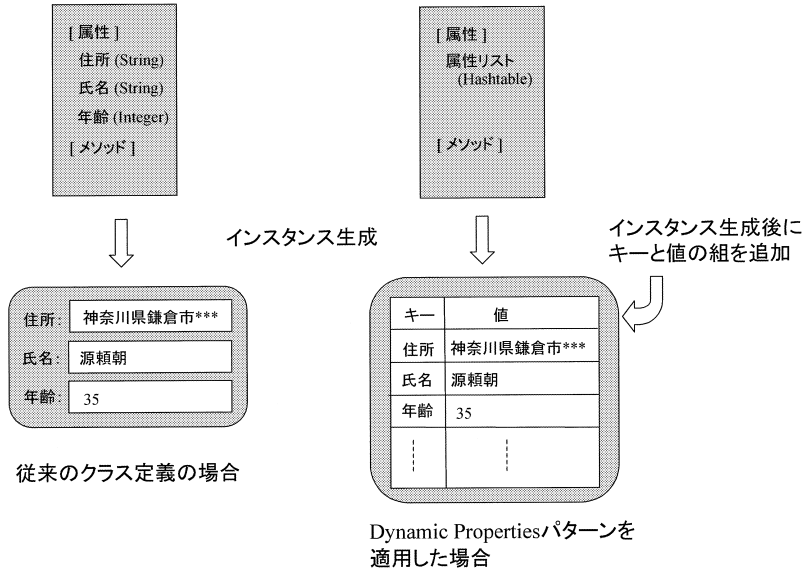 [ 属性 ]
住所 (String)
氏名 (String)
年齢 (Integer)
[ メソッド ]
[ 属性 ]
属性リスト
(Hashtable)
[ メソッド ]
インスタンス生成
インスタンス生成後に
キーと値の組を追加
住所: 神奈川県鎌倉市***
氏名: 源頼朝
年齢: 35
従来のクラス定義の場合
キー 値
住所 神奈川県鎌倉市***
氏名 源頼朝
年齢 35
Dynamic Propertiesパターンを
適用した場合